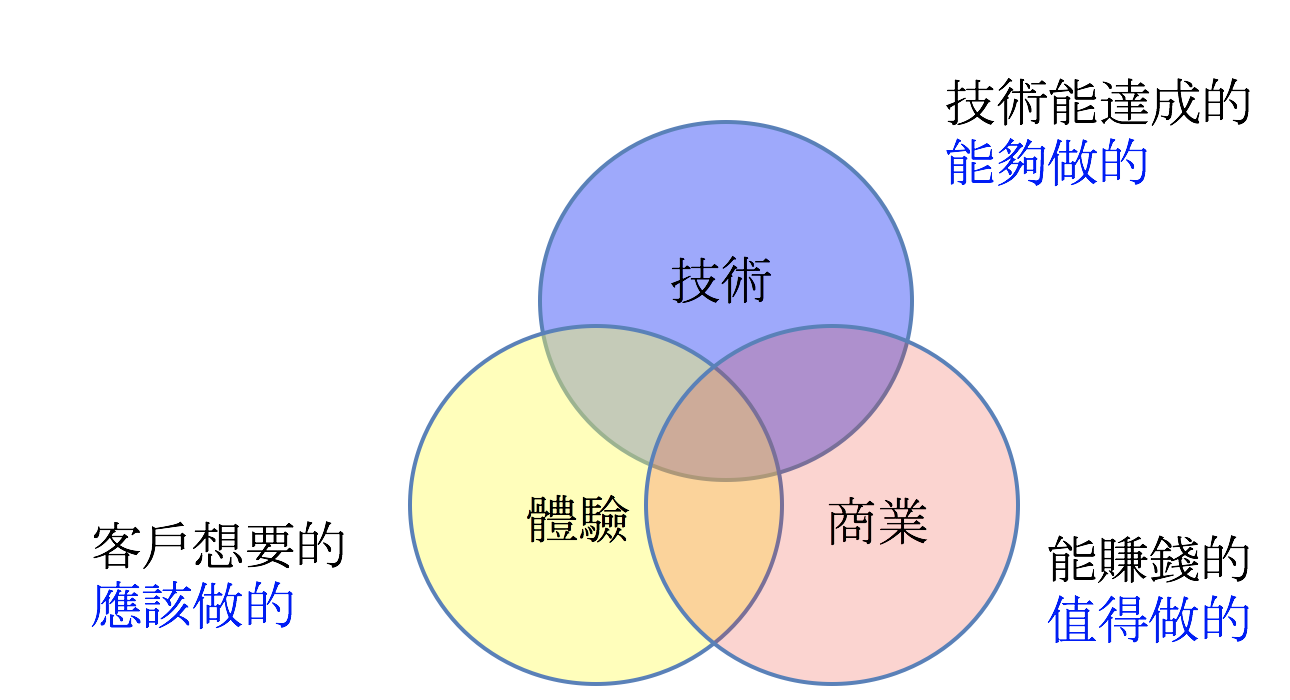 技術能達成的
能夠做的
技術
體驗
商業
客戶想要的
應該做的
能賺錢的
值得做的